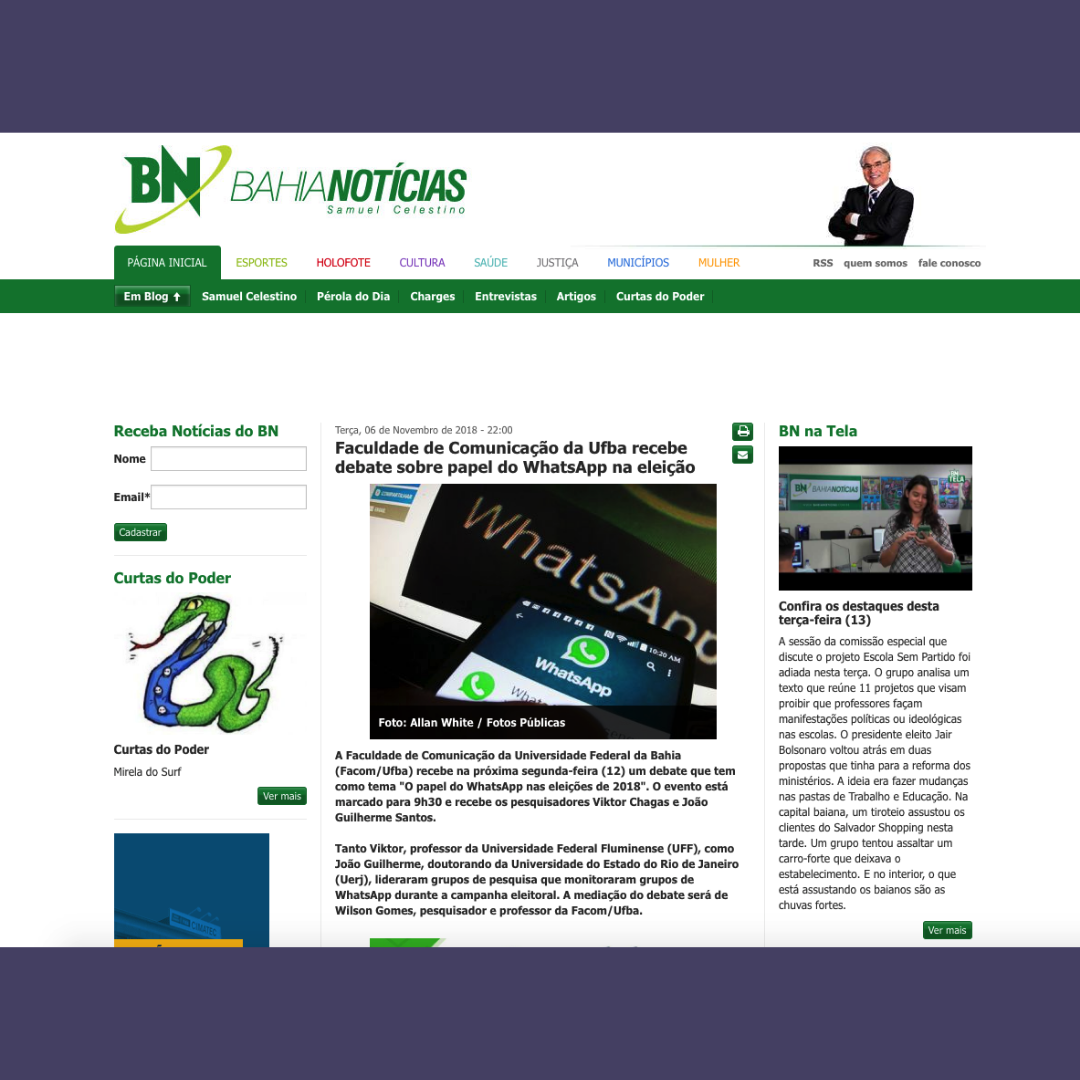 BN BAHIANOTÍCIAS
Samuel Celestino
PÁGINA INICIAL ESPORTES HOLOFOTE CULTURA SAÚDE JUSTIÇA MUNICÍPIOS MULHER RSS quem somos fale conosco
Em Blog Samuel Celestino Pérola do Dia Charges Entrevistas Artigos Curtas do Poder
Receba Notícias do BN
Nome
Email*
Cadastrar
Curtas do Poder
Curtas do Poder
Mirela do Surf
Ver mais
CIMATEC
Terça, 06 de Novembro de 2018 - 22:00
Faculdade de Comunicação da Ufba recebe
debate sobre papel do WhatsApp na eleição
COMPARTILHAR
EMAIL
WhatsApp
10:20 AM
WhatsApp
Foto: Allan White / Fotos Públicas
A Faculdade de Comunicação da Universidade Federal da Bahia
(Facom/Ufba) recebe na próxima segunda-feira (12) um debate que tem
como tema "O papel do WhatsApp nas eleições de 2018". O evento está
marcado para 9h30 e recebe os pesquisadores Viktor Chagas e João
Guilherme Santos.
Tanto Viktor, professor da Universidade Federal Fluminense (UFF), como
João Guilherme, doutorando da Universidade do Estado do Rio de Janeiro
(Uerj), lideraram grupos de pesquisa que monitoraram grupos de
WhatsApp durante a campanha eleitoral. A mediação do debate será de
Wilson Gomes, pesquisador e professor da Facom/Ufba.
BN na Tela
BN BAHIANOTÍCIAS
BN TELA
Confira os destaques desta
terça-feira (13)
A sessão da comissão especial que
discute o projeto Escola Sem Partido foi
adiada nesta terça. O grupo analisa um
texto que reúne 11 projetos que visam
proibir que professores façam
manifestações políticas ou ideológicas
nas escolas. O presidente eleito Jair
Bolsonaro voltou atrás em duas
propostas que tinha para a reforma dos
ministérios. A ideia era fazer mudanças
nas pastas de Trabalho e Educação. Na
capital baiana, um tiroteio assustou os
clientes do Salvador Shopping nesta
tarde. Um grupo tentou assaltar um
carro-forte que deixava o
estabelecimento. E no interior, o que
está assustando os baianos são as
chuvas fortes.
Ver mais